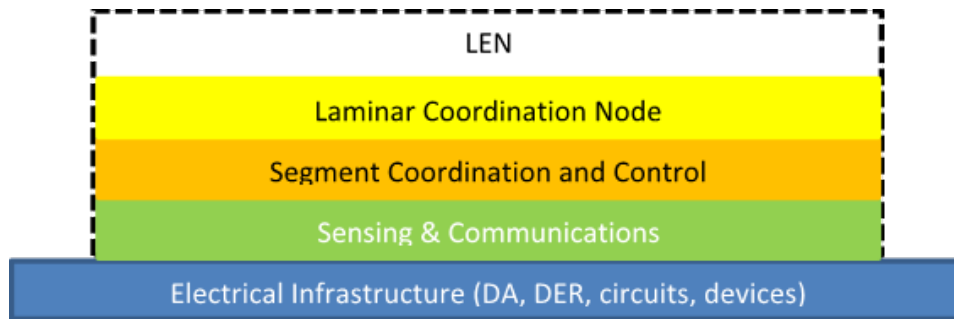 LEN
Laminar Coordination Node
Segment Coordination and Control
Sensing & Communications
Electrical Infrastructure (DA, DER, circuits, devices)